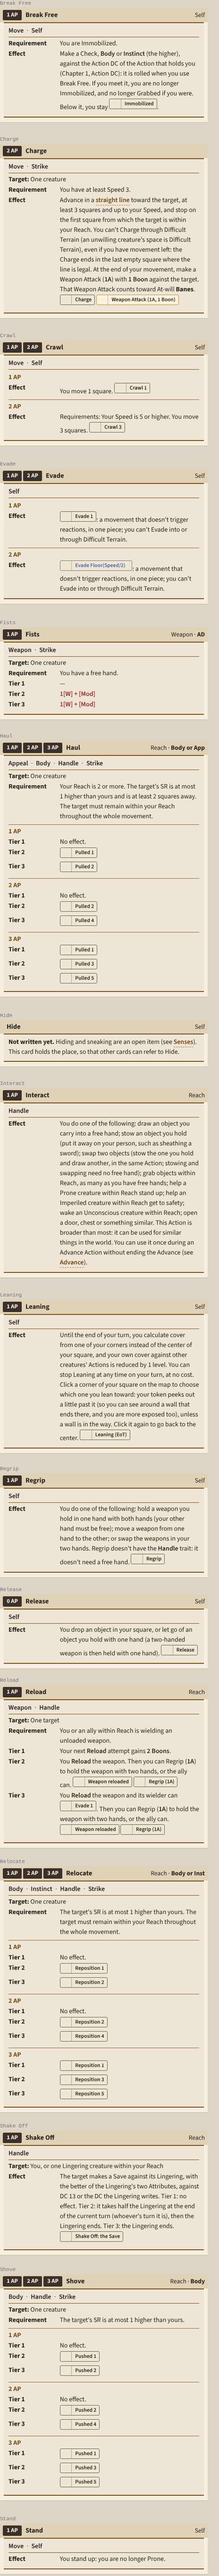 Break Free
1 AP Break Free Self
Move · Self
Requirement You are Immobilized.
Effect Make a Check, Body or Instinct (the higher),
against the Action DC of the Action that holds you
(Chapter 1, Action DC): it is rolled when you use
Break Free. If you meet it, you are no longer
Immobilized, and no longer Grabbed if you were.
Below it, you stay Immobilized
Charge
2 AP Charge
Move · Strike
Target: One creature
Requirement You have at least Speed 3.
Effect Advance in a straight line toward the target, at
least 3 squares and up to your Speed, and stop on
the first square from which the target is within
your Reach. You can't Charge through Difficult
Terrain (an unwilling creature's space is Difficult
Terrain), even if you have movement left; the
Charge ends in the last empty square where the
line is legal. At the end of movement, make a
Weapon Attack (1A) with 1 Boon against the target.
That Weapon Attack counts toward At-will Banes.
Charge Weapon Attack (1A, 1 Boon)
Crawl
1 AP 2 AP Crawl Self
Move · Self
1 AP
Effect You move 1 square. Crawl 1
2 AP
Effect Requirements: Your Speed is 5 or higher. You move
3 squares. Crawl 3
Evade
1 AP 2 AP Evade Self
Self
1 AP
Effect Evade 1 : a movement that doesn't trigger
reactions, in one piece; you can't Evade into or
through Difficult Terrain.
2 AP
Effect Evade Floor(Speed/2) : a movement that
doesn't trigger reactions, in one piece; you can't
Evade into or through Difficult Terrain.
Fists
1 AP Fists Weapon · AD
Weapon · Strike
Target: One creature
Requirement You have a free hand.
Tier 1 —
Tier 2 1[W] + [Mod]
Tier 3 1[W] + [Mod]
Haul
1 AP 2 AP 3 AP Haul Reach · Body or App
Appeal · Body · Handle · Strike
Target: One creature
Requirement Your Reach is 2 or more. The target's SR is at most
1 higher than yours and is at least 2 squares away.
The target must remain within your Reach
throughout the whole movement.
1 AP
Tier 1 No effect.
Tier 2 Pulled 1
Tier 3 Pulled 2
2 AP
Tier 1 No effect.
Tier 2 Pulled 2
Tier 3 Pulled 4
3 AP
Tier 1 Pulled 1
Tier 2 Pulled 3
Tier 3 Pulled 5
Hide
Hide Self
Not written yet. Hiding and sneaking are an open item (see Senses).
This card holds the place, so that other cards can refer to Hide.
Interact
1 AP Interact Reach
Handle
Effect You do one of the following: draw an object you
carry into a free hand; stow an object you hold
(put it away on your person, such as sheathing a
sword); swap two objects (stow the one you hold
and draw another, in the same Action; stowing and
swapping need no free hand); grab objects within
Reach, as many as you have free hands; help a
Prone creature within Reach stand up; help an
Imperiled creature within Reach get to safety;
wake an Unconscious creature within Reach; open
a door, chest or something similar. This Action is
broader than most: it can be used for similar
things in the world. You can use it once during an
Advance Action without ending the Advance (see
Advance).
Leaning
1 AP Leaning Self
Self
Effect Until the end of your turn, you calculate cover
from one of your corners instead of the center of
your square, and your own cover against other
creatures' Actions is reduced by 1 level. You can
stop Leaning at any time on your turn, at no cost.
Click a corner of your square on the map to choose
which one you lean toward: your token peeks out
a little past it (so you can see around a wall that
ends there, and you are more exposed too), unless
a wall is in the way. Click it again to go back to the
center. Leaning (EoT)
Regrip
1 AP Regrip Self
Self
Effect You do one of the following: hold a weapon you
hold in one hand with both hands (your other
hand must be free); move a weapon from one
hand to the other; or swap the weapons in your
two hands. Regrip doesn't have the Handle trait: it
doesn't need a free hand. Regrip
Release
0 AP Release Self
Self
Effect You drop an object in your square, or let go of an
object you hold with one hand (a two-handed
weapon is then held with one hand). Release
Reload
1 AP Reload Reach
Weapon · Handle
Target: One target
Requirement You or an ally within Reach is wielding an
unloaded weapon.
Tier 1 Your next Reload attempt gains 2 Boons.
Tier 2 You Reload the weapon. Then you can Regrip (1A)
to hold the weapon with two hands, or the ally
can. Weapon reloaded Regrip (1A)
Tier 3 You Reload the weapon and its wielder can
Evade 1 . Then you can Regrip (1A) to hold the
weapon with two hands, or the ally can.
Weapon reloaded Regrip (1A)
Relocate
1 AP 2 AP 3 AP Relocate Reach · Body or Inst
Body · Instinct · Handle · Strike
Target: One creature
Requirement The target's SR is at most 1 higher than yours. The
target must remain within your Reach throughout
the whole movement.
1 AP
Tier 1 No effect.
Tier 2 Reposition 1
Tier 3 Reposition 2
2 AP
Tier 1 No effect.
Tier 2 Reposition 2
Tier 3 Reposition 4
3 AP
Tier 1 Reposition 1
Tier 2 Reposition 3
Tier 3 Reposition 5
Shake Off
1 AP Shake Off Reach
Handle
Target: You, or one Lingering creature within your Reach
Effect The target makes a Save against its Lingering, with
the better of the Lingering's two Attributes, against
DC 13 or the DC the Lingering writes. Tier 1: no
effect. Tier 2: it takes half the Lingering at the end
of the current turn (whoever's turn it is), then the
Lingering ends. Tier 3: the Lingering ends.
Shake Off: the Save
Shove
1 AP 2 AP 3 AP Shove Reach · Body
Body · Handle · Strike
Target: One creature
Requirement The target's SR is at most 1 higher than yours.
1 AP
Tier 1 No effect.
Tier 2 Pushed 1
Tier 3 Pushed 2
2 AP
Tier 1 No effect.
Tier 2 Pushed 2
Tier 3 Pushed 4
3 AP
Tier 1 Pushed 1
Tier 2 Pushed 3
Tier 3 Pushed 5
Stand
1 AP Stand Self
Move · Self
Effect You stand up: you are no longer Prone.